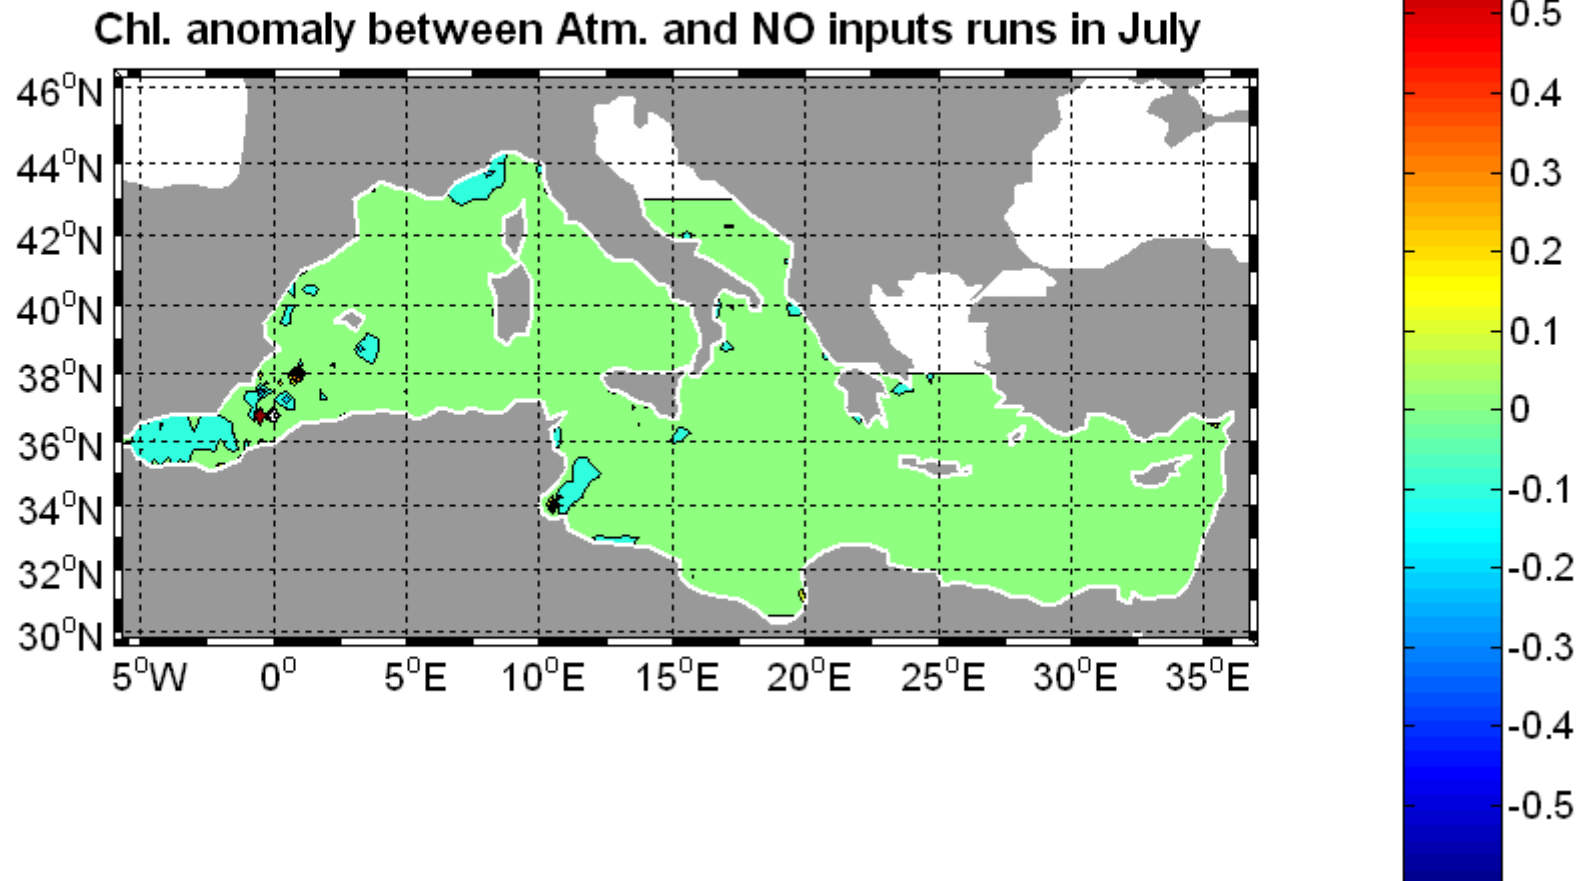 Chl. anomaly between Atm. and NO inputs runs in July
46°N
44°N
42°N
40°N
38°N
36°N
34°N
32°N
30°N
5°W 0° 5°E 10°E 15°E 20°E 25°E 30°E 35°E
0.5
0.4
0.3
0.2
0.1
0
-0.1
-0.2
-0.3
-0.4
-0.5